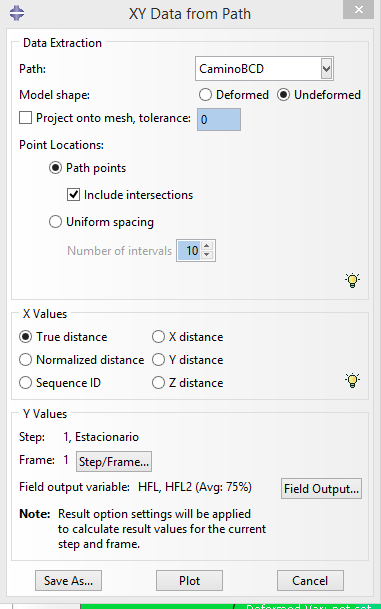 XY Data from Path
Data Extraction
Path: CaminoBCD
Model shape: Deformed Undeformed
Project onto mesh, tolerance: 0
Point Locations:
Path points
Include intersections
Uniform spacing
Number of intervals 10
X Values
True distance X distance
Normalized distance Y distance
Sequence ID Z distance
Y Values
Step: 1, Estacionario
Frame: 1 Step/Frame...
Field output variable: HFL, HFL2 (Avg: 75%) Field Output...
Note: Result option settings will be applied
to calculate result values for the current
step and frame.
Save As... Plot Cancel
Deformed Var: not set